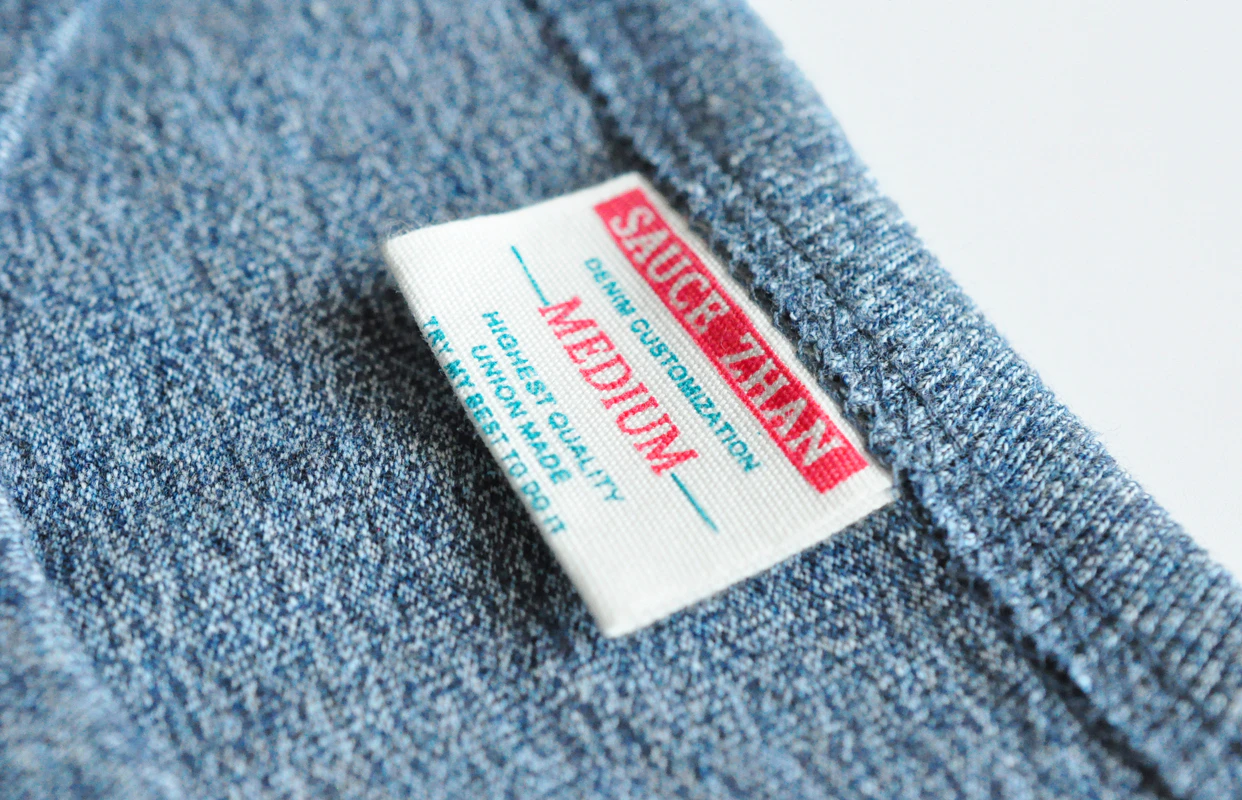 SAUCE ZHAN
DENIM CUSTOMIZATION
MEDIUM
HIGHEST QUALITY
UNION MADE
TRY MY BEST TO DO IT